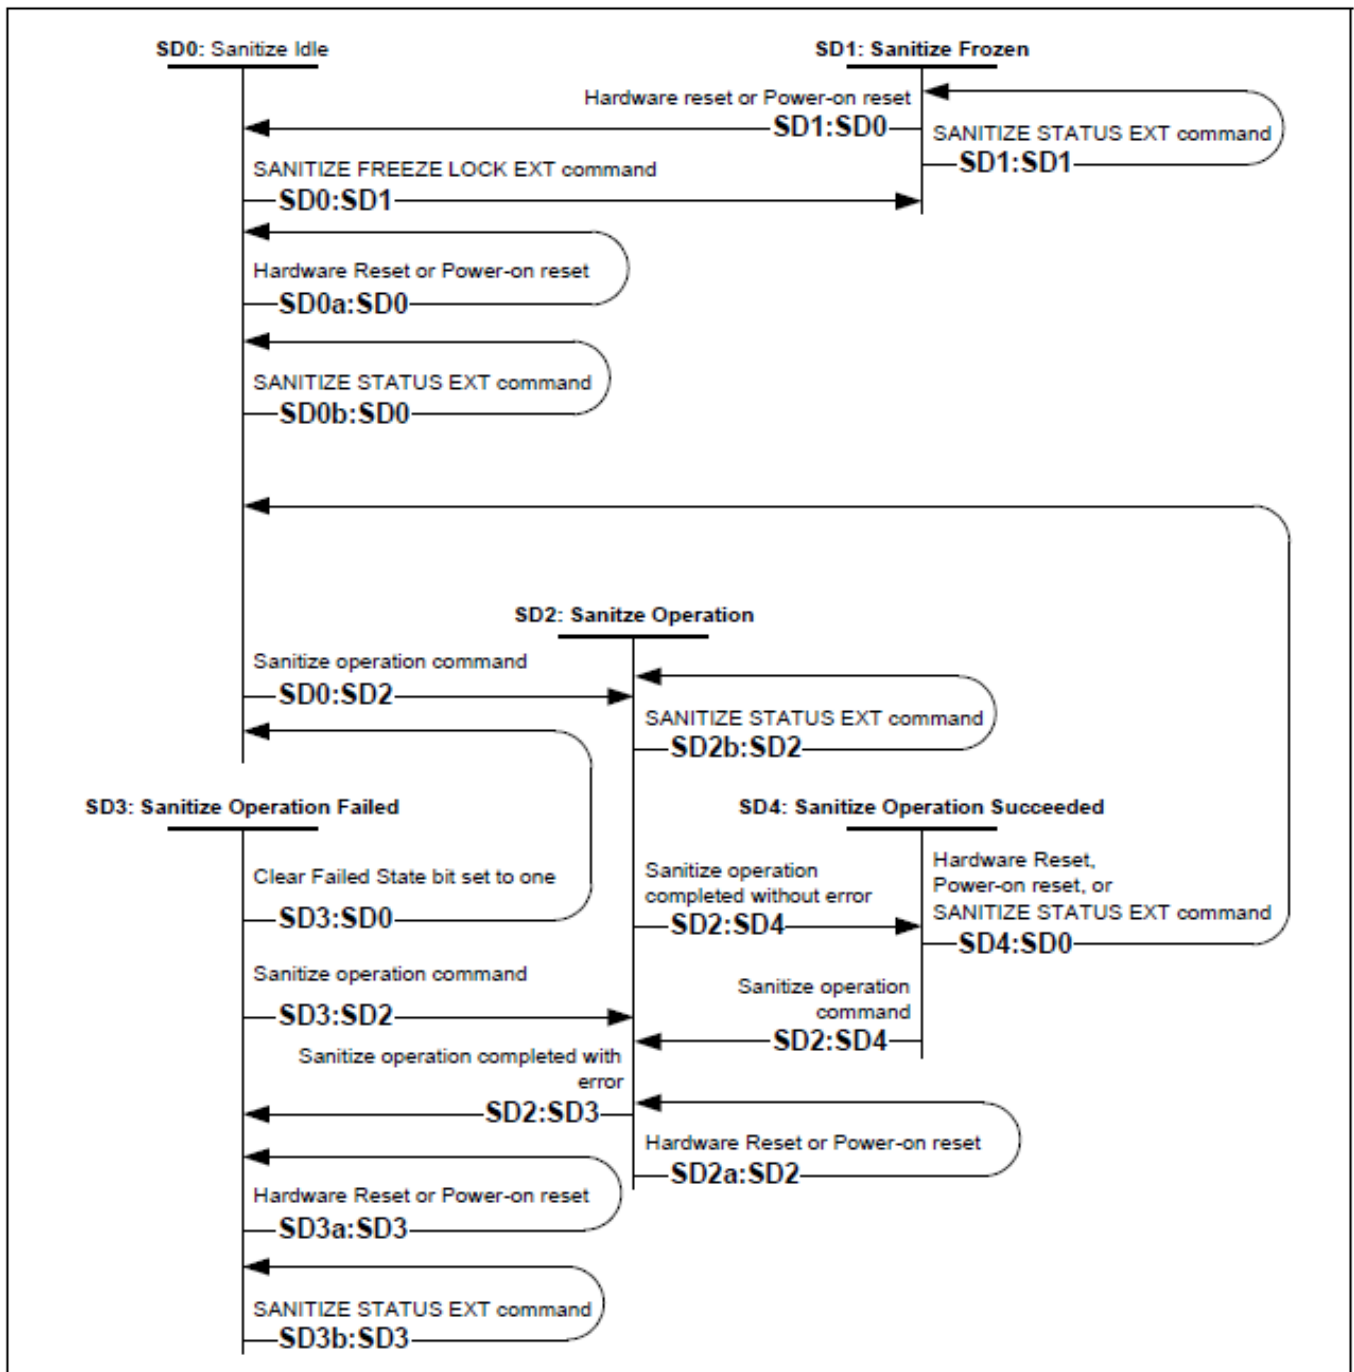 SD0: Sanitize Idle
SD1: Sanitize Frozen
Hardware reset or Power-on reset
SD1:SD0
SANITIZE STATUS EXT command
SD1:SD1
SANITIZE FREEZE LOCK EXT command
SD0:SD1
Hardware Reset or Power-on reset
SD0a:SD0
SANITIZE STATUS EXT command
SD0b:SD0
SD2: Sanitze Operation
Sanitize operation command
SD0:SD2
SANITIZE STATUS EXT command
SD2b:SD2
SD3: Sanitize Operation Failed
SD4: Sanitize Operation Succeeded
Clear Failed State bit set to one
SD3:SD0
Sanitize operation
completed without error
SD2:SD4
Hardware Reset,
Power-on reset, or
SANITIZE STATUS EXT command
SD4:SD0
Sanitize operation command
SD3:SD2
Sanitize operation
command
SD2:SD4
Sanitize operation completed with
error
SD2:SD3
Hardware Reset or Power-on reset
SD2a:SD2
Hardware Reset or Power-on reset
SD3a:SD3
SANITIZE STATUS EXT command
SD3b:SD3